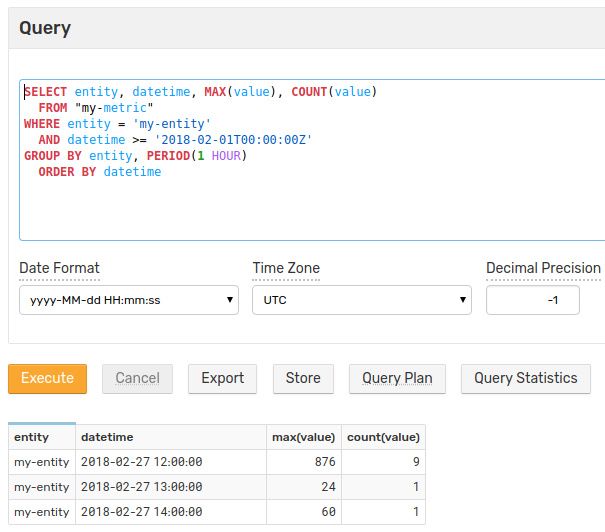 Query
SELECT entity, datetime, MAX(value), COUNT(value)
  FROM "my-metric"
WHERE entity = 'my-entity'
  AND datetime >= '2018-02-01T00:00:00Z'
GROUP BY entity, PERIOD(1 HOUR)
  ORDER BY datetime
Date Format Time Zone Decimal Precision
yyyy-MM-dd HH:mm:ss UTC -1
Execute Cancel Export Store Query Plan Query Statistics
entity datetime max(value) count(value)
my-entity 2018-02-27 12:00:00 876 9
my-entity 2018-02-27 13:00:00 24 1
my-entity 2018-02-27 14:00:00 60 1